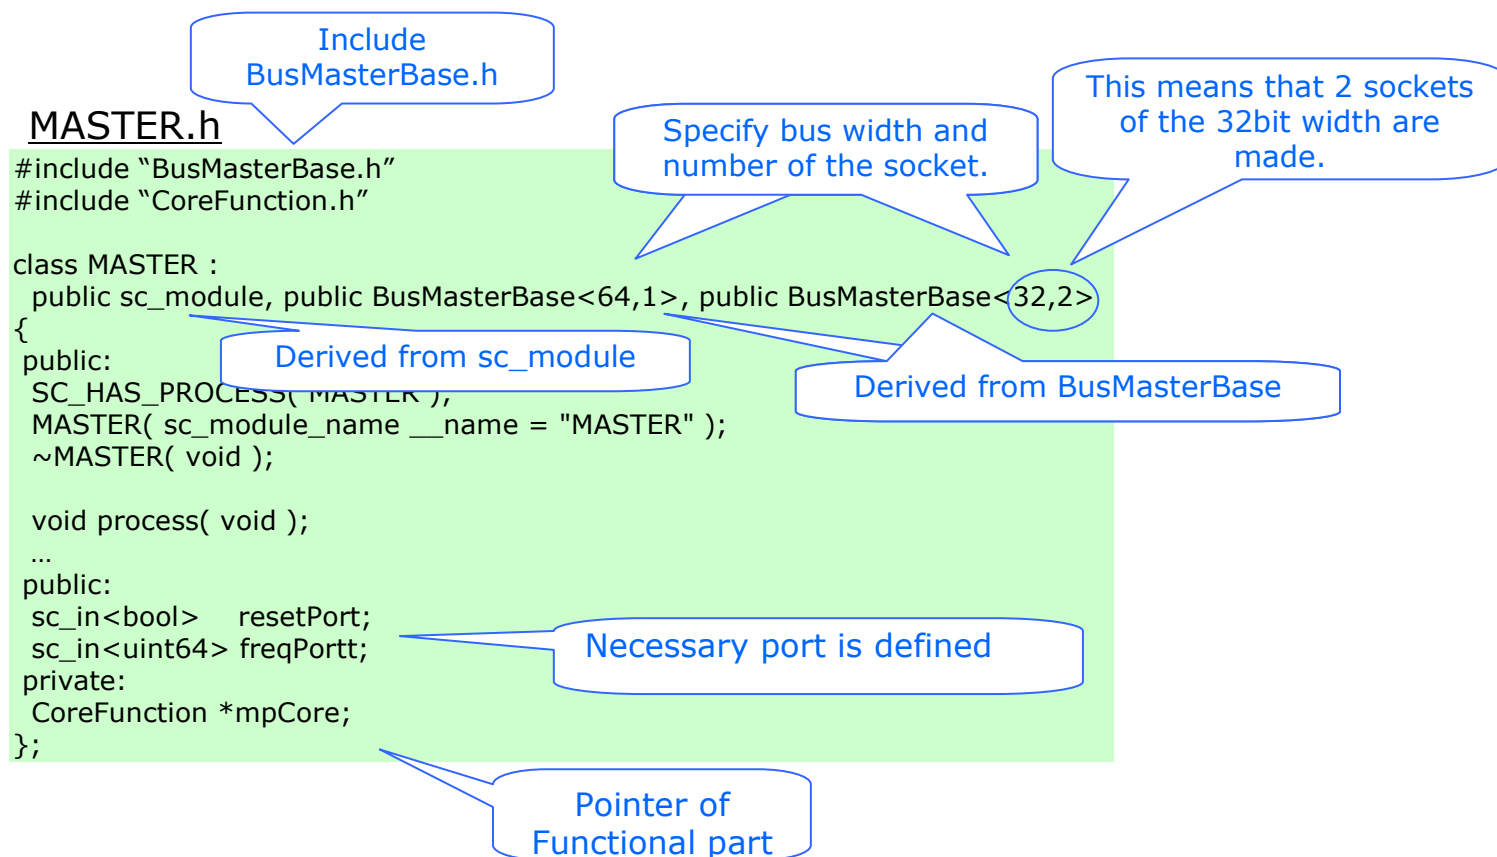 Include
BusMasterBase.h
This means that 2 sockets
of the 32bit width are
made.
Specify bus width and
number of the socket.
MASTER.h
#include “BusMasterBase.h”
#include “CoreFunction.h”
class MASTER :
public sc_module, public BusMasterBase<64,1>, public BusMasterBase<32,2>
{
Derived from sc_module
Derived from BusMasterBase
public:
SC_HAS_PROCESS( MASTER );
MASTER( sc_module_name __name = "MASTER" );
~MASTER( void );
void process( void );
…
public:
sc_in<bool> resetPort;
sc_in<uint64> freqPortt;
Necessary port is defined
private:
CoreFunction *mpCore;
};
Pointer of
Functional part